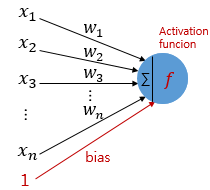 x₁
w₁
Activation
funcion
x₂
w₂
x₃
w₃
∑
f
⋮
⋮
wₙ
xₙ
bias
1